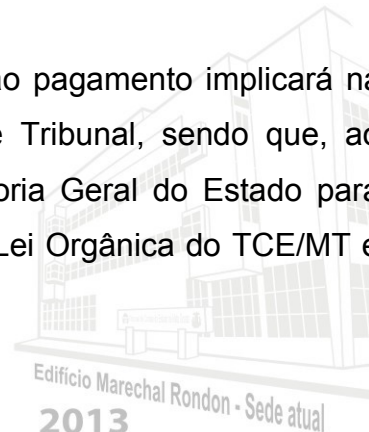 ao pagamento implicará na
e Tribunal, sendo que, ac
oria Geral do Estado para
Lei Orgânica do TCE/MT e
Edifício Marechal Rondon - Sede atual
2013